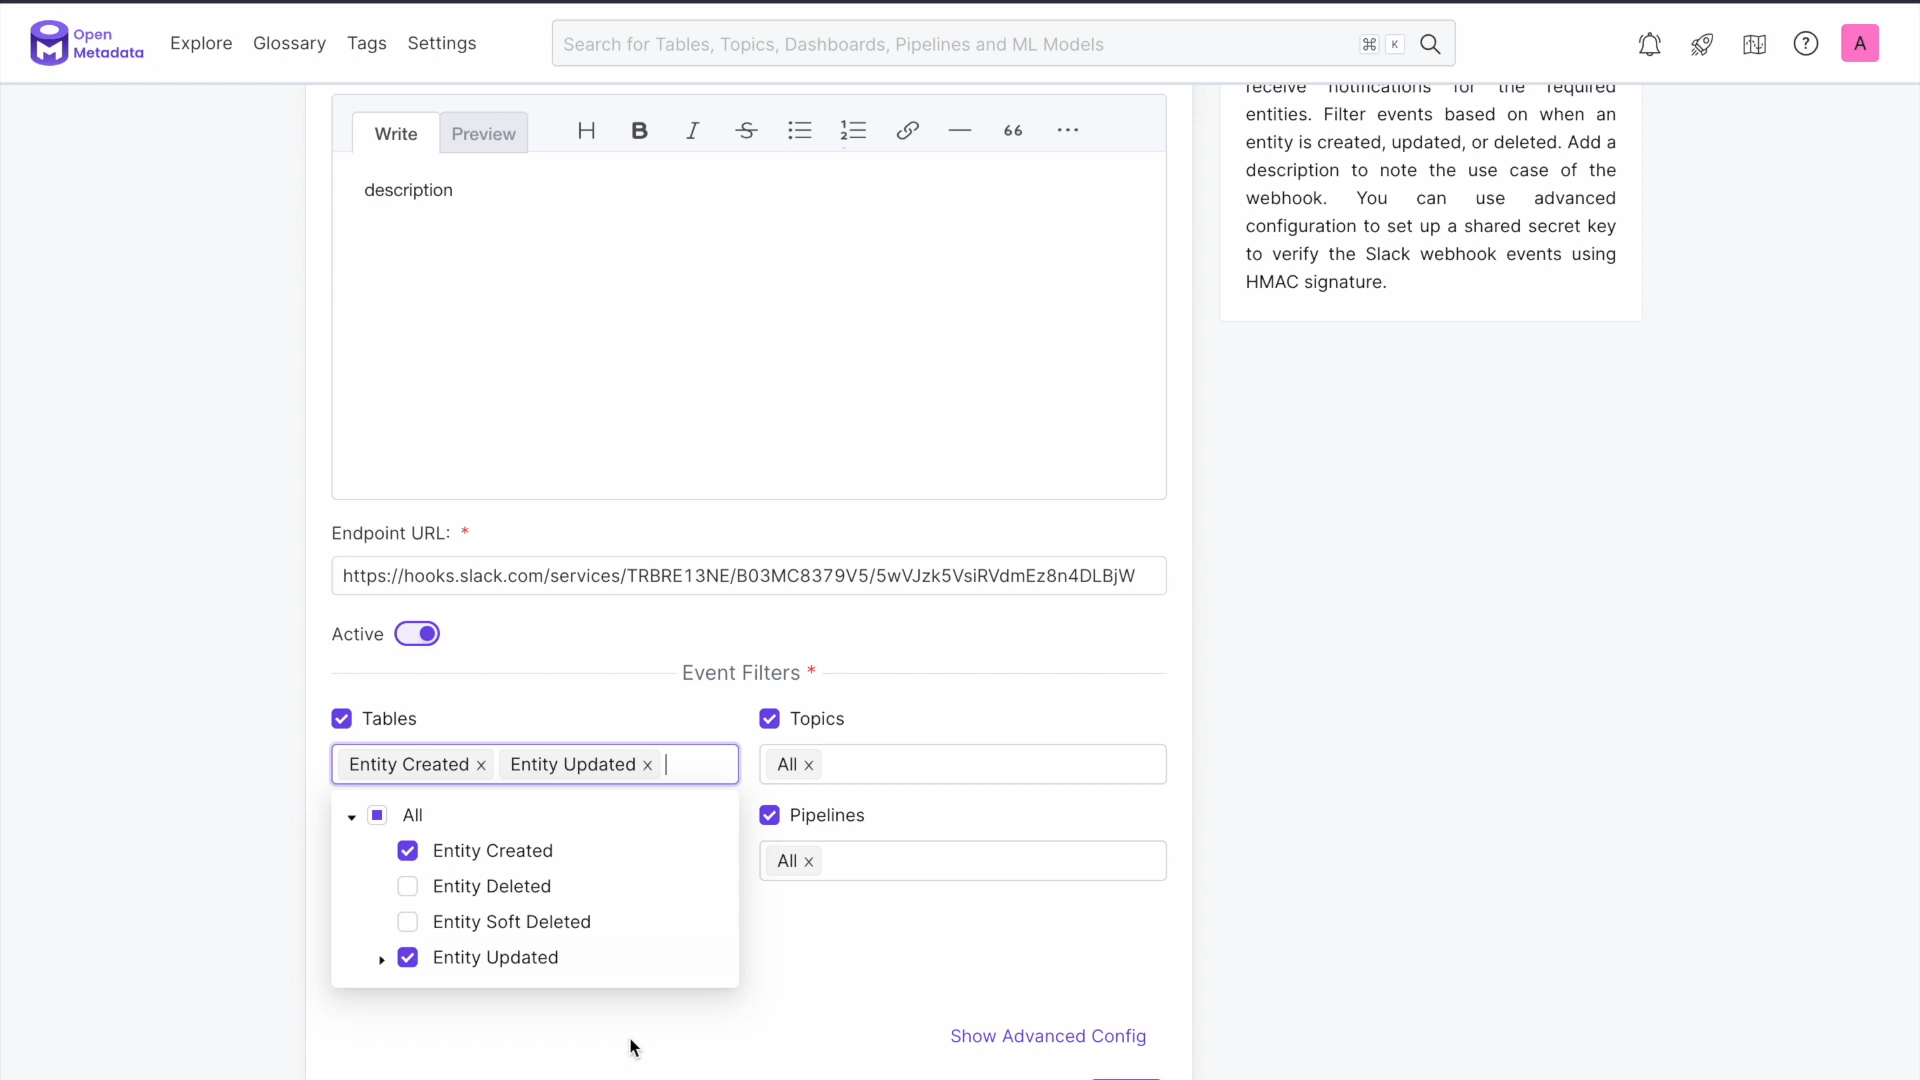 Open
Metadata
Explore Glossary Tags Settings
Search for Tables, Topics, Dashboards, Pipelines and ML Models
⌘ K
A
Write Preview
description
receive notifications for the required
entities. Filter events based on when an
entity is created, updated, or deleted. Add a
description to note the use case of the
webhook. You can use advanced
configuration to set up a shared secret key
to verify the Slack webhook events using
HMAC signature.
Endpoint URL: *
https://hooks.slack.com/services/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
Active
Event Filters *
Tables
Entity Created × Entity Updated ×
All
Entity Created
Entity Deleted
Entity Soft Deleted
Entity Updated
Topics
All ×
Pipelines
All ×
Show Advanced Config